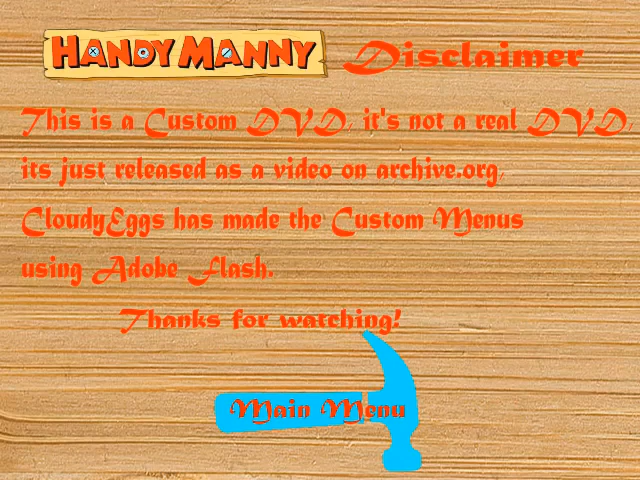 HANDY MANNY Disclaimer
This is a Custom DVD, it's not a real DVD,
its just released as a video on archive.org,
CloudyEggs has made the Custom Menus
using Adobe Flash.
Thanks for watching!
Main Menu